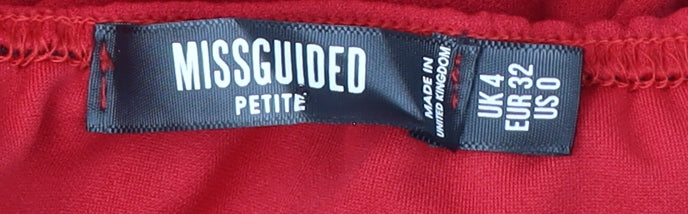 MISSGUIDED
PETITE
MADE IN
UNITED KINGDOM
UK 4
EUR 32
US 0